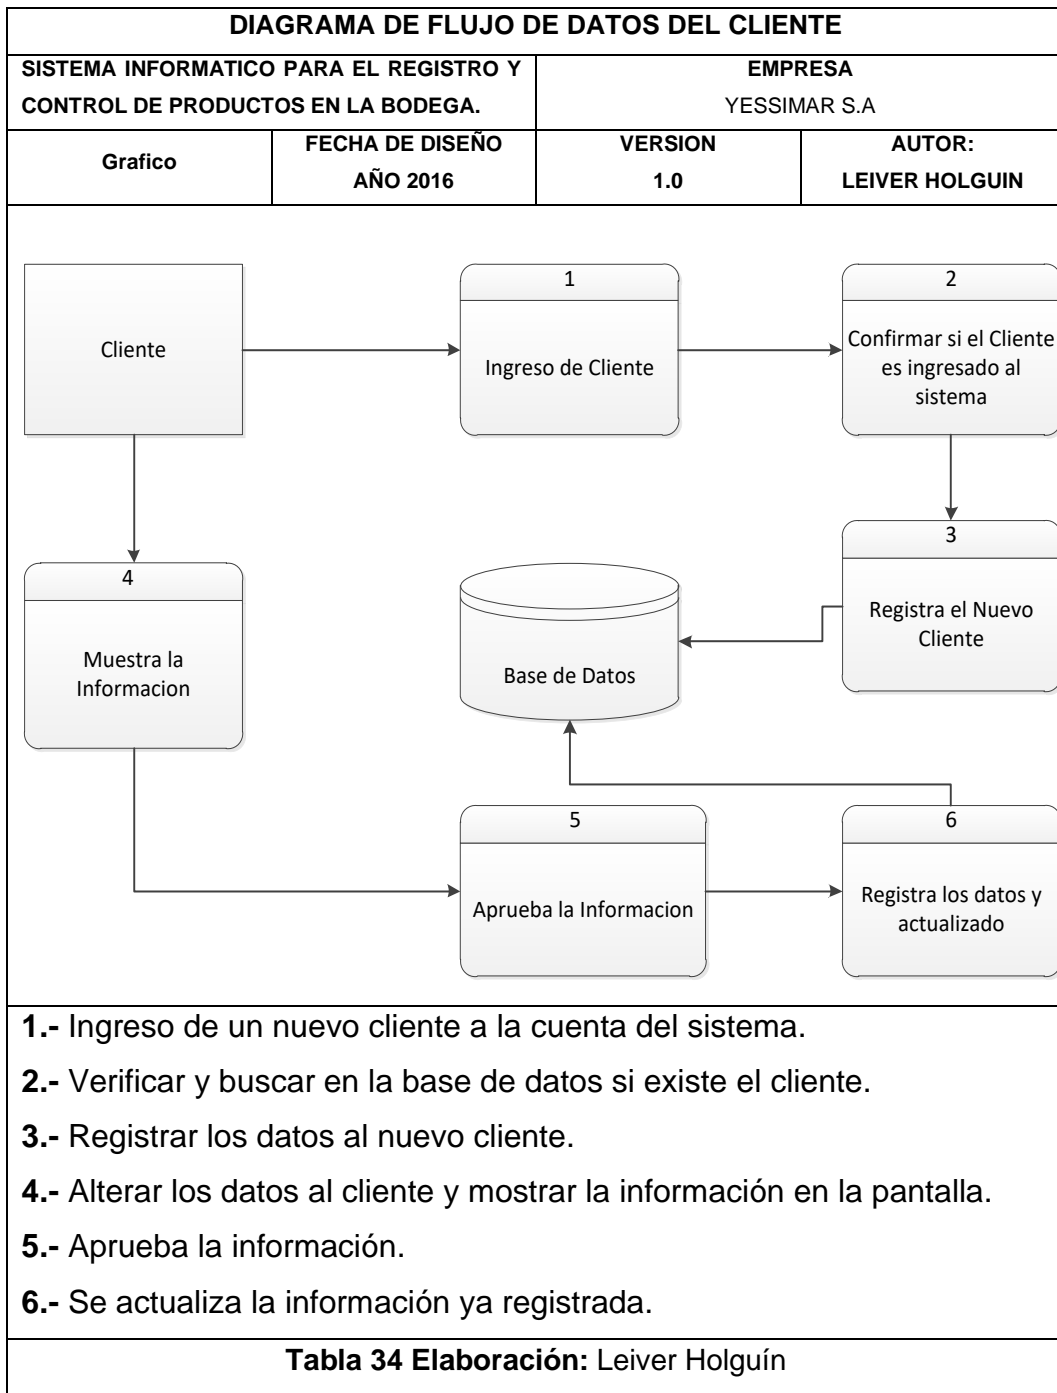 DIAGRAMA DE FLUJO DE DATOS DEL CLIENTE
SISTEMA INFORMATICO PARA EL REGISTRO Y
CONTROL DE PRODUCTOS EN LA BODEGA.
EMPRESA
YESSIMAR S.A
Grafico
FECHA DE DISEÑO
AÑO 2016
VERSION
1.0
AUTOR:
LEIVER HOLGUIN
Cliente
1
Ingreso de Cliente
2
Confirmar si el Cliente
es ingresado al
sistema
3
Registra el Nuevo
Cliente
4
Muestra la
Informacion
Base de Datos
5
Aprueba la Informacion
6
Registra los datos y
actualizado
1.- Ingreso de un nuevo cliente a la cuenta del sistema.
2.- Verificar y buscar en la base de datos si existe el cliente.
3.- Registrar los datos al nuevo cliente.
4.- Alterar los datos al cliente y mostrar la información en la pantalla.
5.- Aprueba la información.
6.- Se actualiza la información ya registrada.
Tabla 34 Elaboración: Leiver Holguín